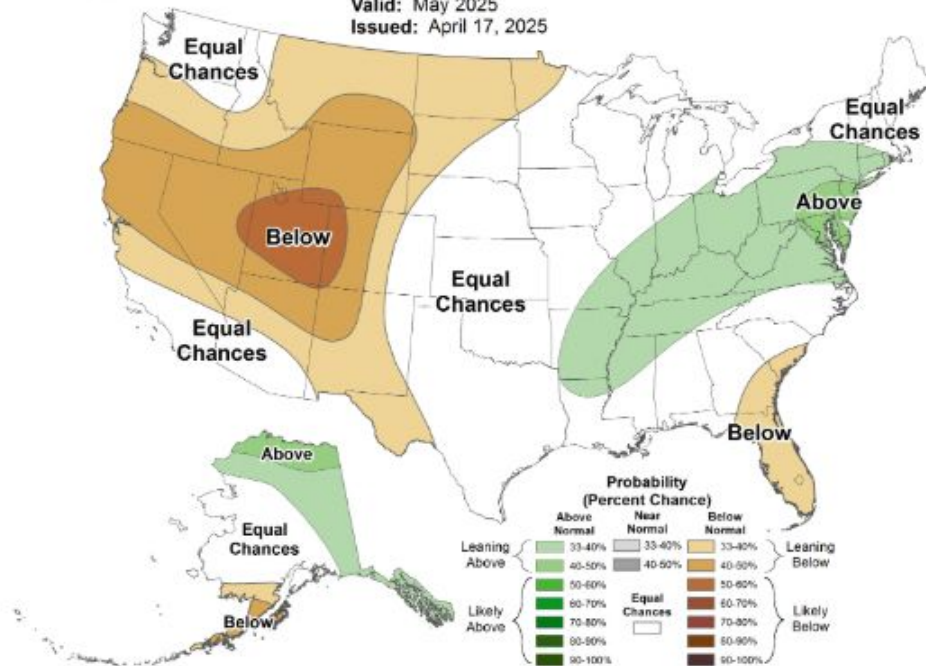 Valid: May 2025
Issued: April 17, 2025
Equal
Chances
Equal
Chances
Above
Below
Equal
Chances
Equal
Chances
Below
Above
Equal
Chances
Below
Probability
(Percent Chance)
Above
Normal
Near
Normal
Below
Normal
Leaning
Above
33-40%
33-40%
33-40%
Leaning
Below
40-50%
40-50%
40-50%
Likely
Above
50-60%
60-70%
70-80%
80-90%
90-100%
Equal
Chances
50-60%
60-70%
70-80%
80-90%
90-100%
Likely
Below